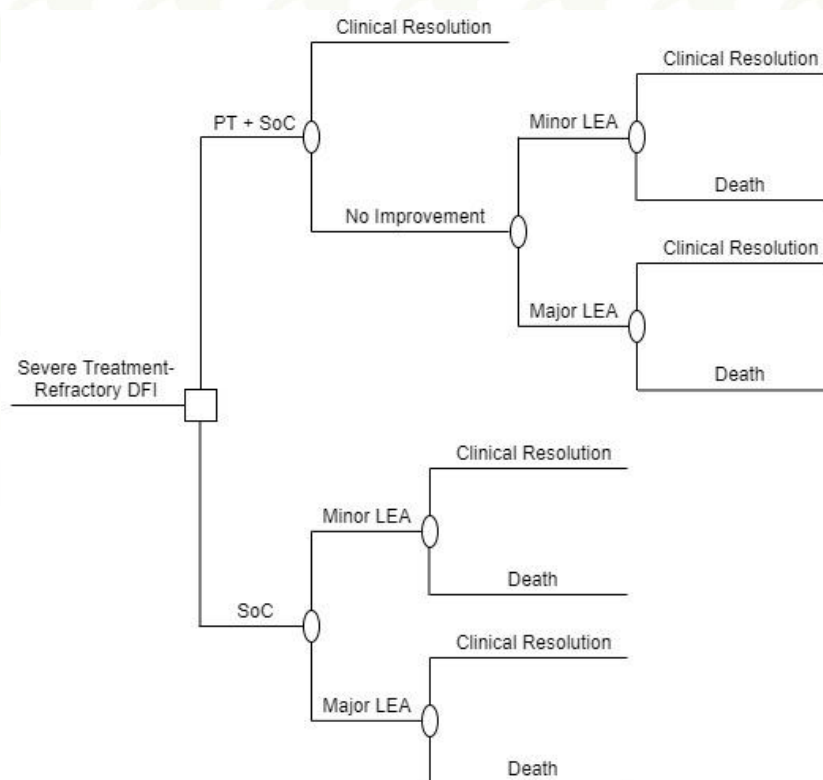 Clinical Resolution
Clinical Resolution
PT + SoC
Minor LEA
Death
No Improvement
Clinical Resolution
Major LEA
Severe Treatment-
Refractory DFI
Death
Clinical Resolution
Minor LEA
Death
SoC
Clinical Resolution
Major LEA
Death